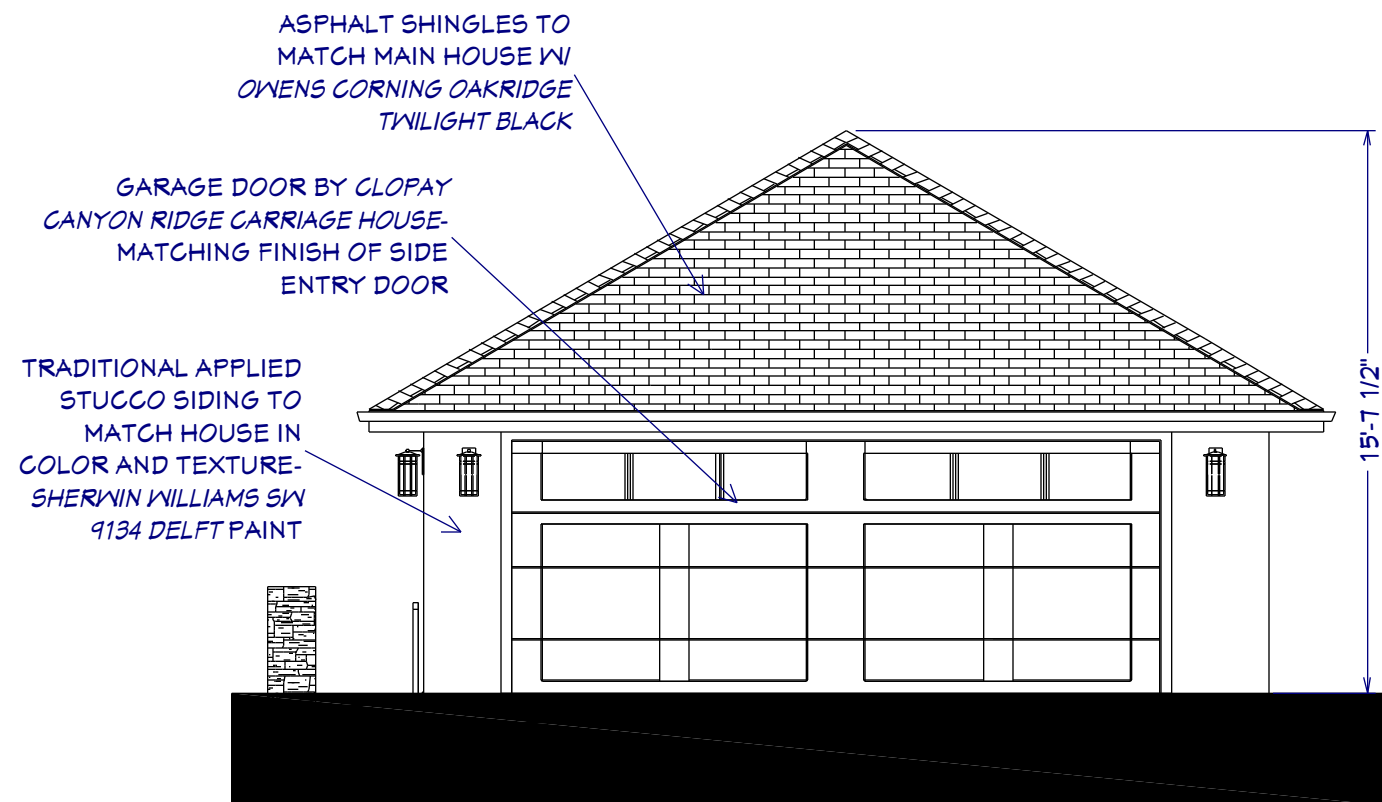 ASPHALT SHINGLES TO
MATCH MAIN HOUSE W/
OWENS CORNING OAKRIDGE
TWILIGHT BLACK
GARAGE DOOR BY CLOPAY
CANYON RIDGE CARRIAGE HOUSE-
MATCHING FINISH OF SIDE
ENTRY DOOR
TRADITIONAL APPLIED
STUCCO SIDING TO
MATCH HOUSE IN
COLOR AND TEXTURE-
SHERWIN WILLIAMS SW
9134 DELFT PAINT
15'-7 1/2"